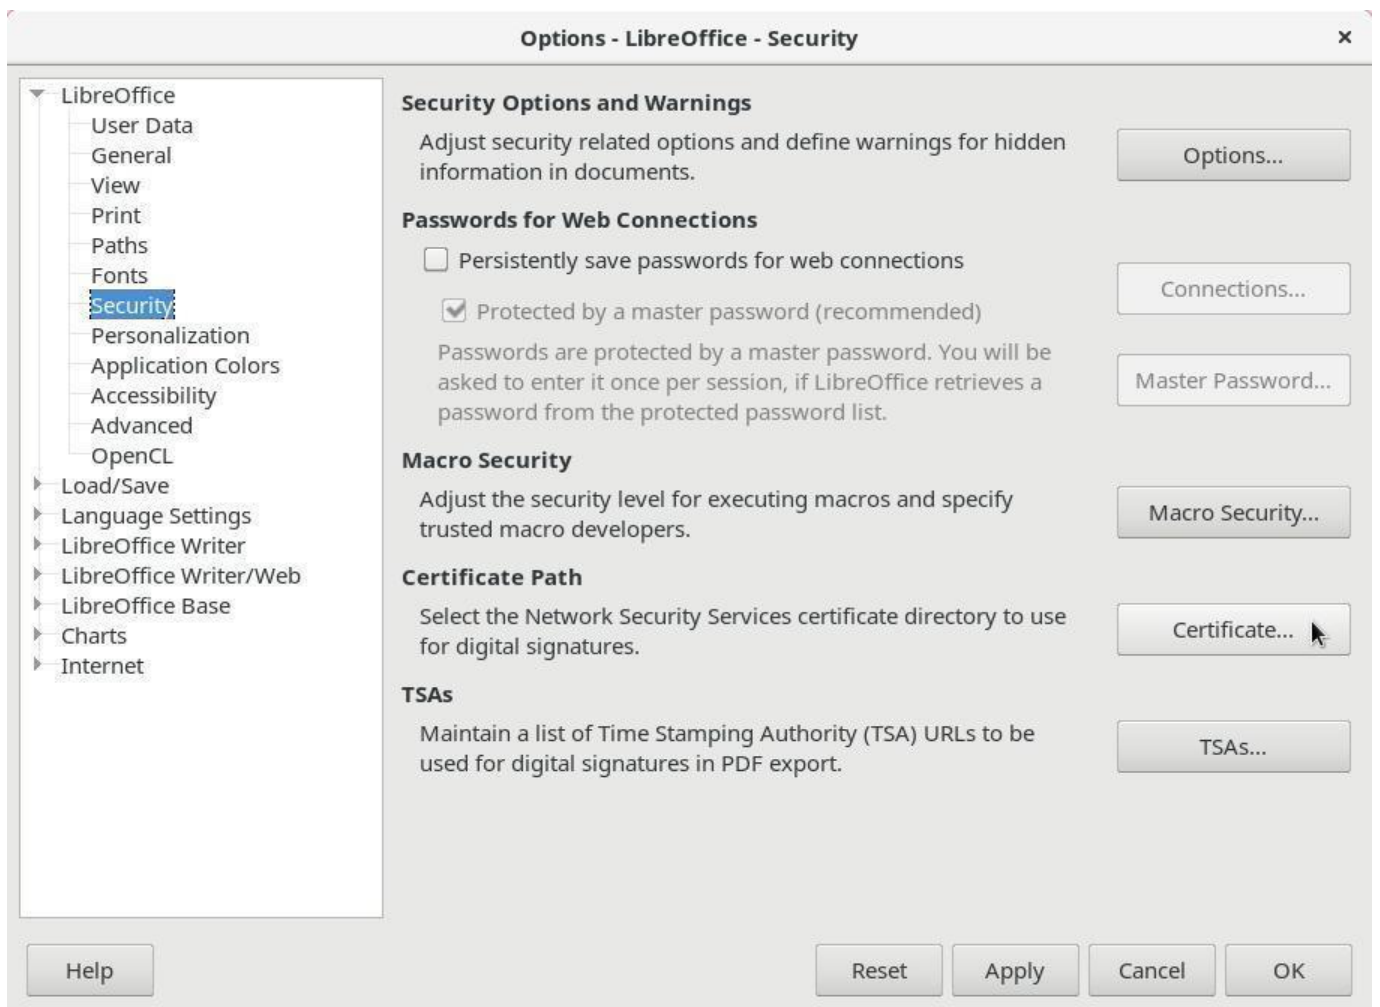 Options - LibreOffice - Security
LibreOffice
User Data
General
View
Print
Paths
Fonts
Security
Personalization
Application Colors
Accessibility
Advanced
OpenCL
Load/Save
Language Settings
LibreOffice Writer
LibreOffice Writer/Web
LibreOffice Base
Charts
Internet
Security Options and Warnings
Adjust security related options and define warnings for hidden
information in documents.
Options...
Passwords for Web Connections
Persistently save passwords for web connections
Connections...
Protected by a master password (recommended)
Passwords are protected by a master password. You will be
asked to enter it once per session, if LibreOffice retrieves a
password from the protected password list.
Master Password...
Macro Security
Adjust the security level for executing macros and specify
trusted macro developers.
Macro Security...
Certificate Path
Select the Network Security Services certificate directory to use
for digital signatures.
Certificate...
TSAs
Maintain a list of Time Stamping Authority (TSA) URLs to be
used for digital signatures in PDF export.
TSAs...
Help
Reset
Apply
Cancel
OK